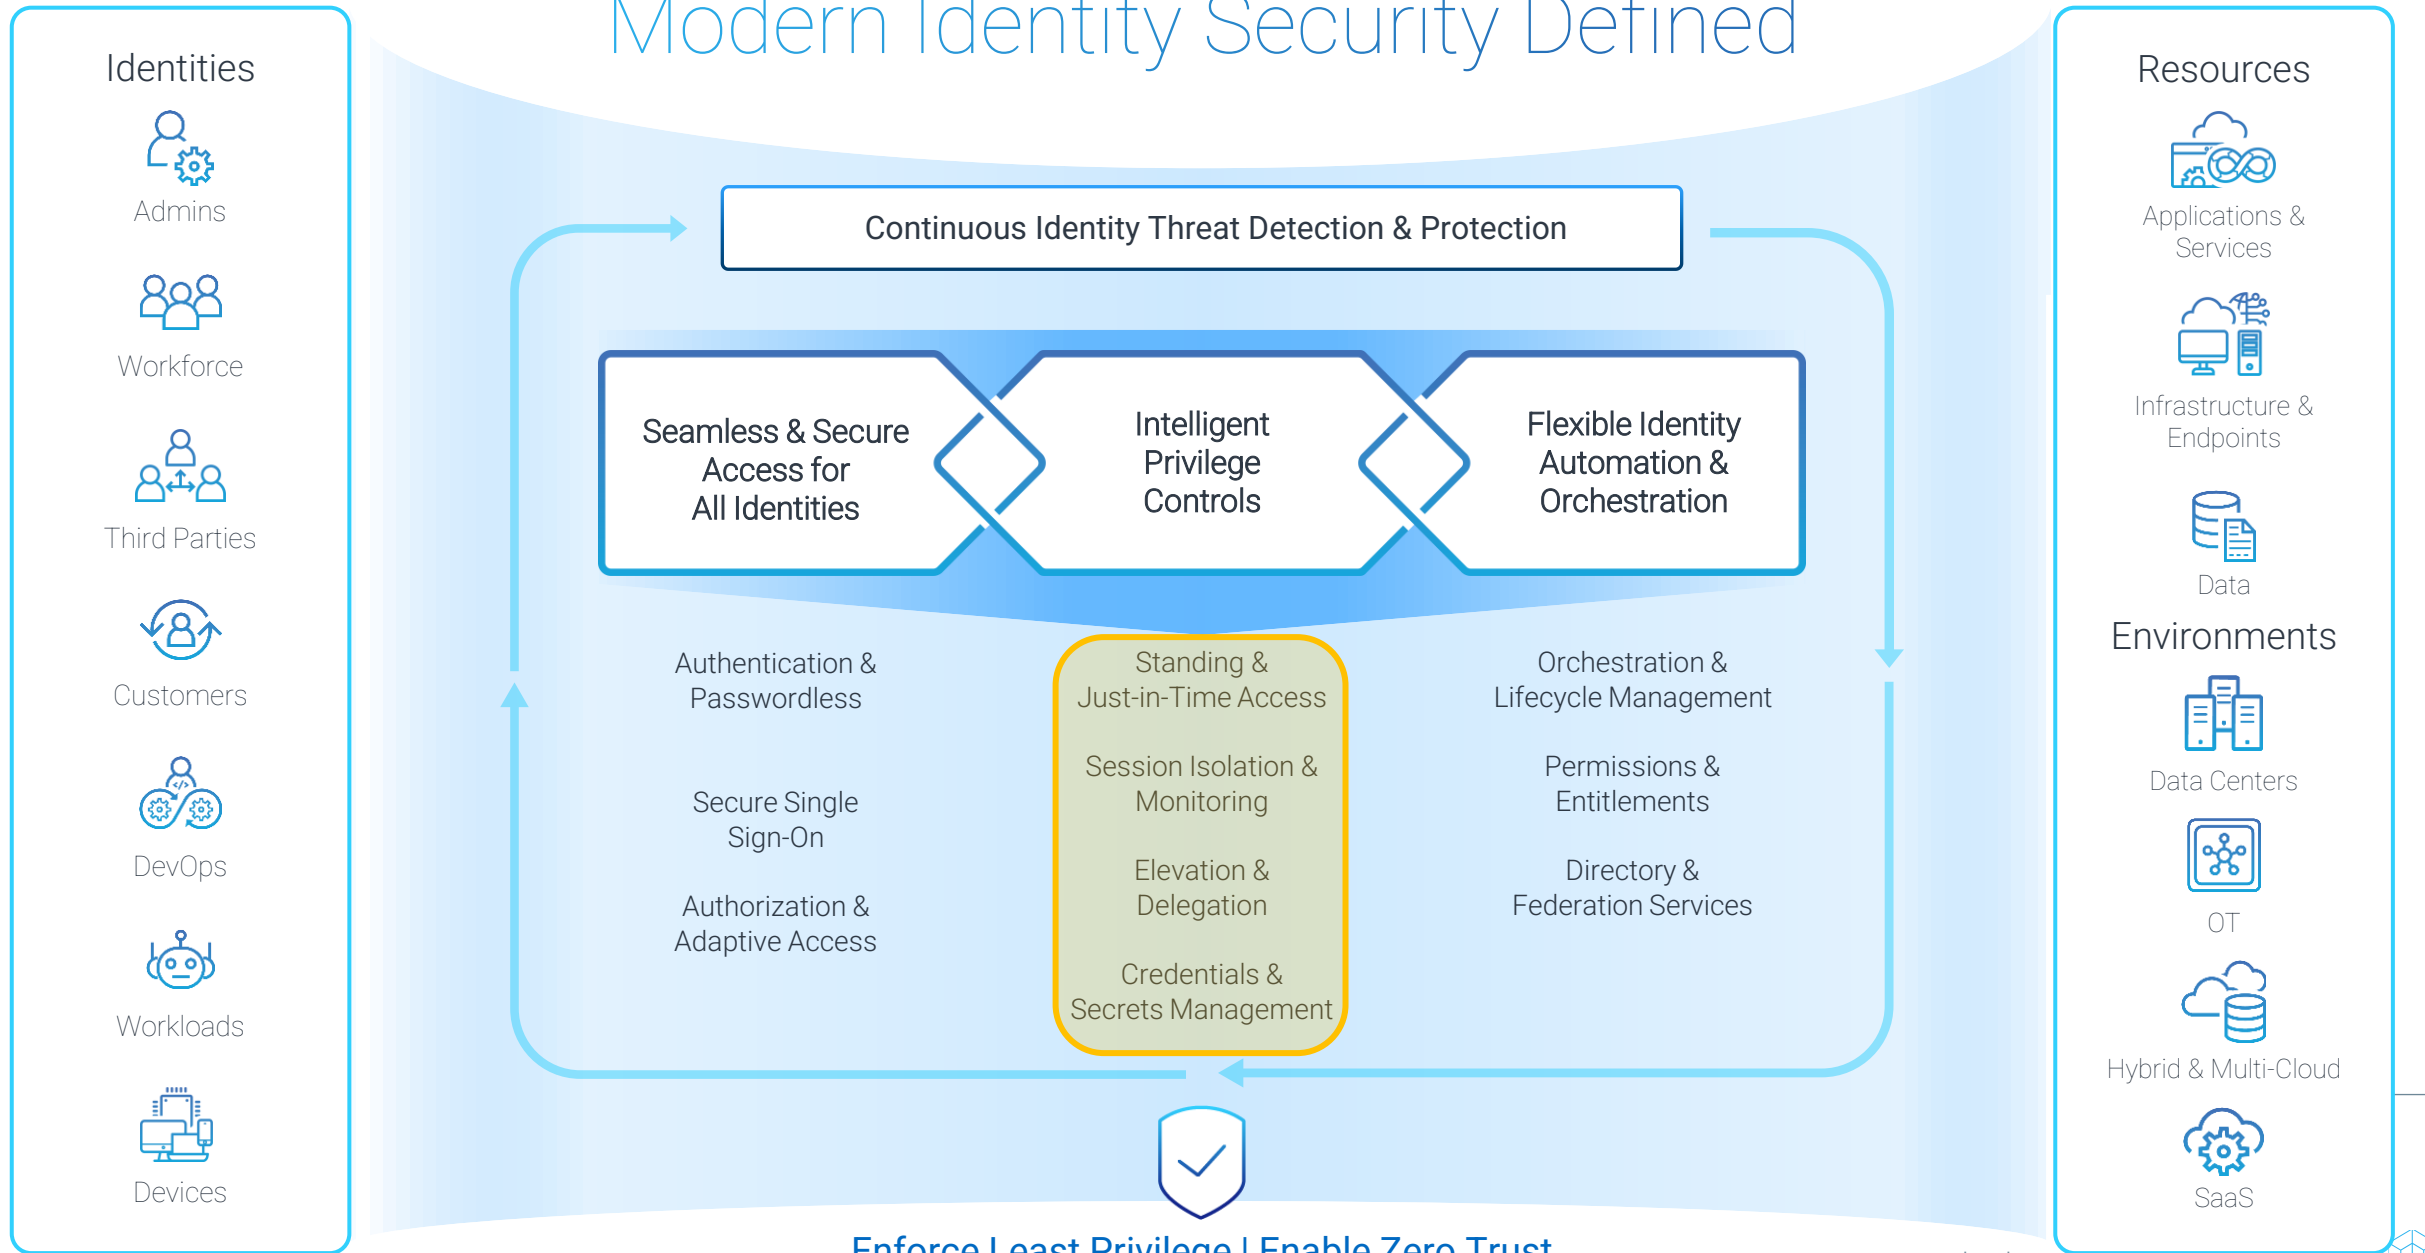 Modern Identity Security Defined
Identities
Admins
Workforce
Third Parties
Customers
DevOps
Workloads
Devices
Continuous Identity Threat Detection & Protection
Seamless & Secure
Access for
All Identities
Intelligent
Privilege
Controls
Flexible Identity
Automation &
Orchestration
Authentication &
Passwordless
Secure Single
Sign-On
Authorization &
Adaptive Access
Standing &
Just-in-Time Access
Session Isolation &
Monitoring
Elevation &
Delegation
Credentials &
Secrets Management
Orchestration &
Lifecycle Management
Permissions &
Entitlements
Directory &
Federation Services
Enforce Least Privilege | Enable Zero Trust
Resources
Applications &
Services
Infrastructure &
Endpoints
Data
Environments
Data Centers
OT
Hybrid & Multi-Cloud
SaaS